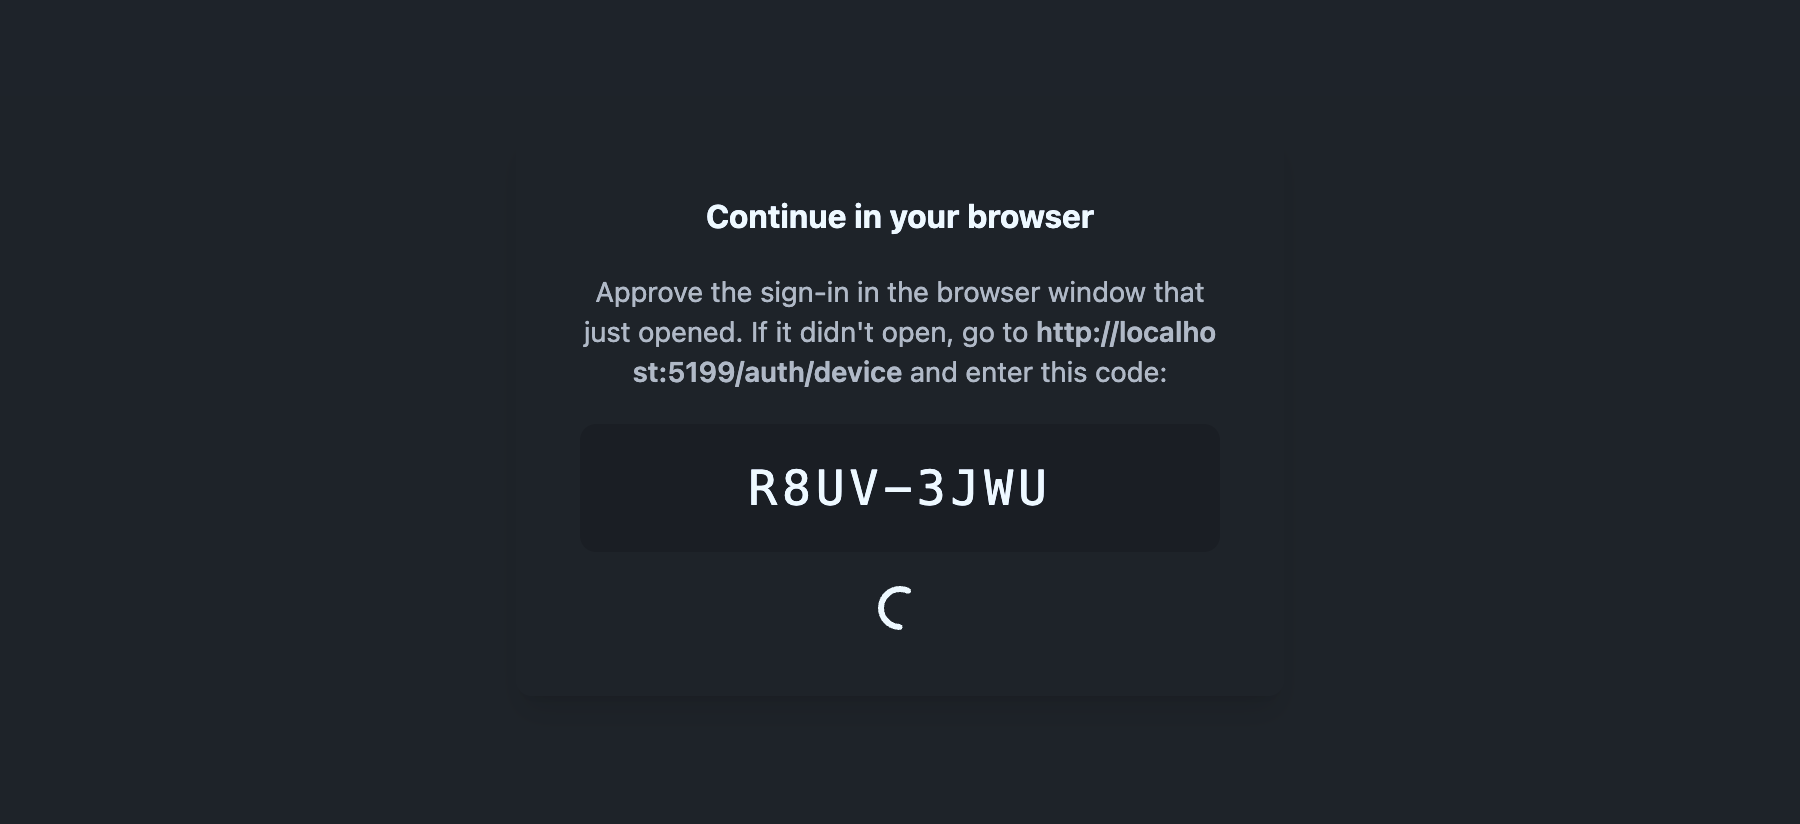 Continue in your browser
Approve the sign-in in the browser window that
just opened. If it didn't open, go to http://localho
st:5199/auth/device and enter this code:
R8UV-3JWU